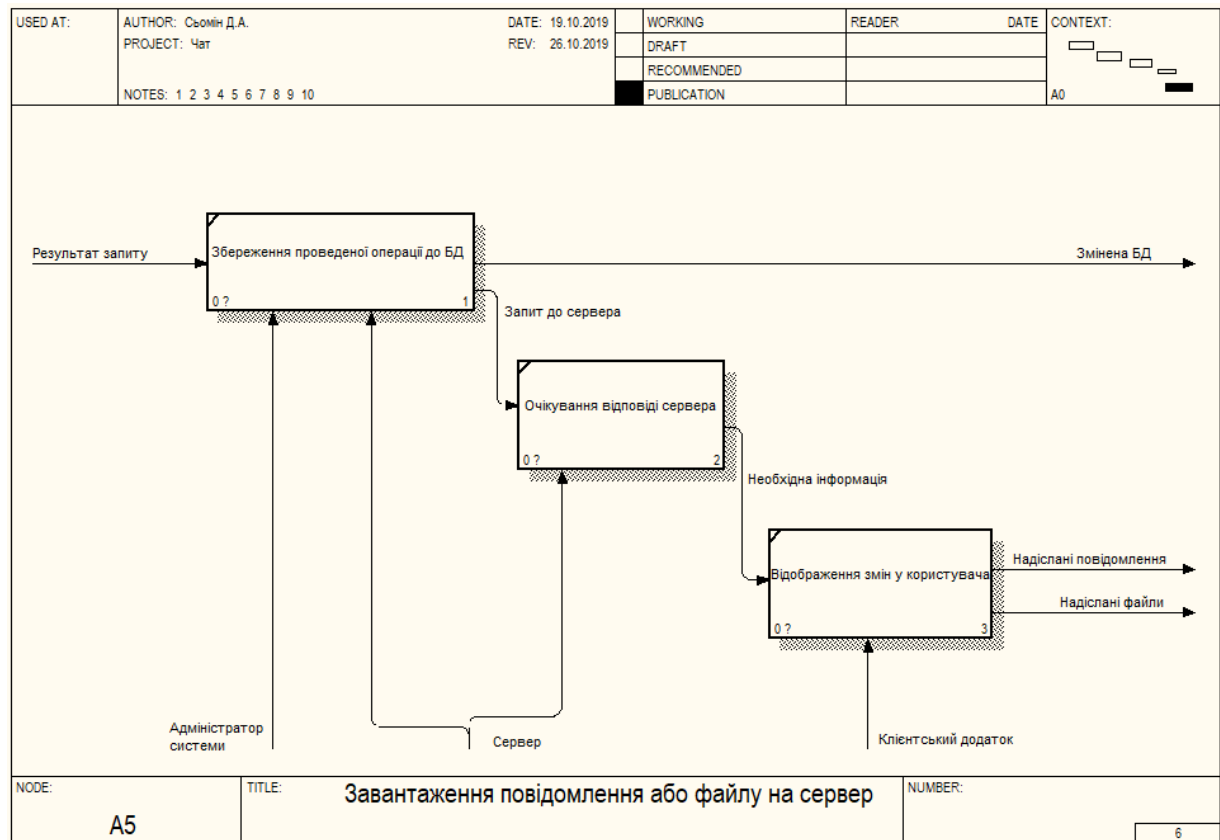 USED AT:
AUTHOR: Сьомін Д.А.
DATE: 19.10.2019
PROJECT: Чат
REV: 26.10.2019
NOTES: 1 2 3 4 5 6 7 8 9 10
WORKING
DRAFT
RECOMMENDED
PUBLICATION
READER DATE
CONTEXT:
A0
Результат запиту
Збереження проведеної операції до БД
0 ? 1
Змінена БД
Запит до сервера
Очікування відповіді сервера
0 ? 2
Необхідна інформація
Відображення змін у користувача
0 ? 3
Надіслані повідомлення
Надіслані файли
Адміністратор
системи
Сервер
Клієнтський додаток
NODE:
A5
TITLE:
Завантаження повідомлення або файлу на сервер
NUMBER:
6